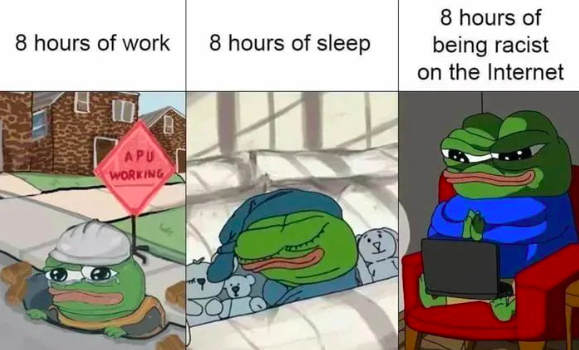 8 hours of work
8 hours of sleep
8 hours of
being racist
on the Internet
APU
WORKING